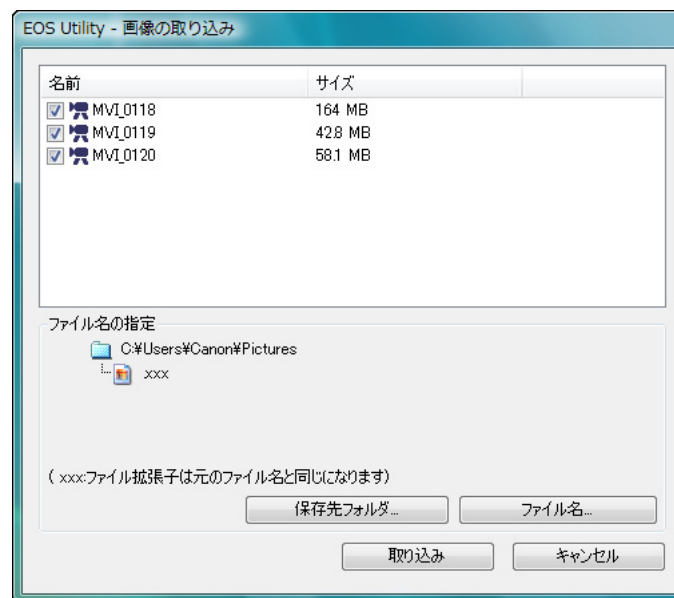 EOS Utility - 画像の取り込み
名前 サイズ
MVI_0118 164 MB
MVI_0119 42.8 MB
MVI_0120 58.1 MB
ファイル名の指定
C:¥Users¥Canon¥Pictures
xxx
( xxx:ファイル拡張子は元のファイル名と同じになります)
保存先フォルダ... ファイル名...
取り込み キャンセル